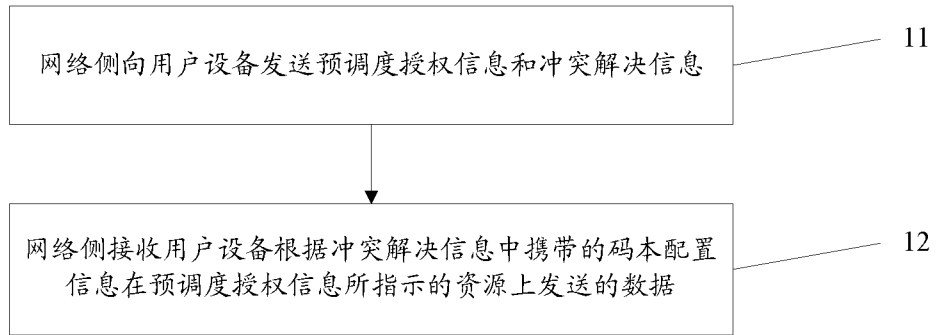 网络侧向用户设备发送预调度授权信息和冲突解决信息
11
网络侧接收用户设备根据冲突解决信息中携带的码本配置
信息在预调度授权信息所指示的资源上发送的数据
12